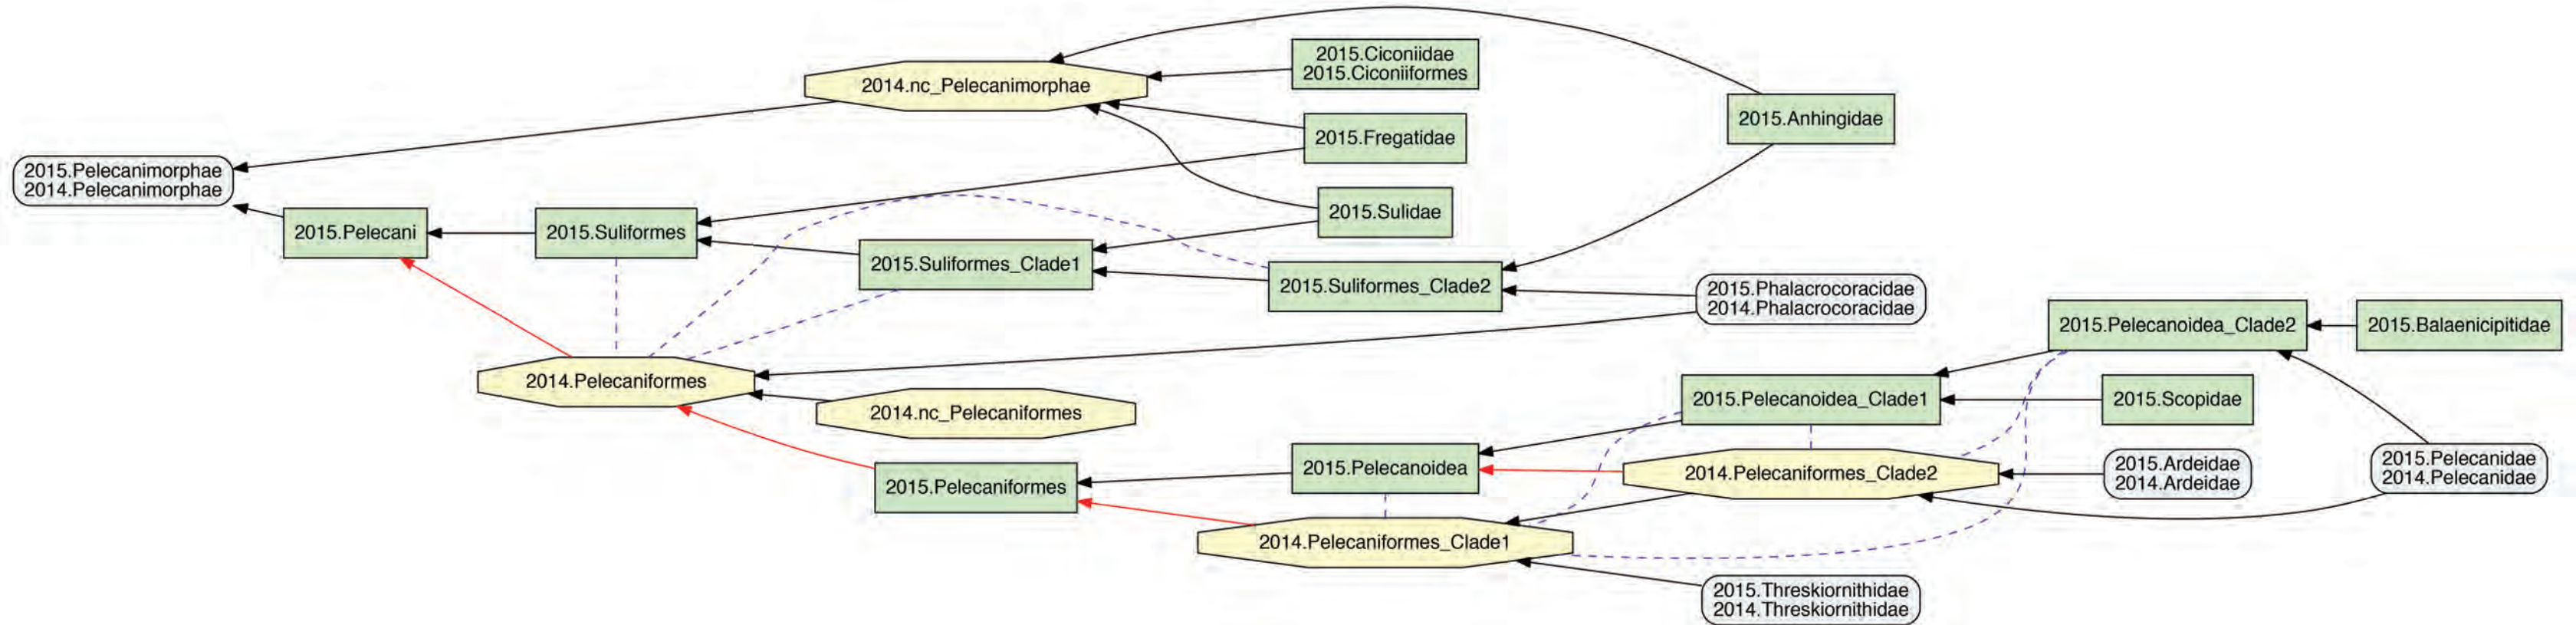 2015.Ciconiidae
2015.Ciconiiformes
2014.nc_Pelecanimorphae
2015.Anhingidae
2015.Fregatidae
2015.Pelecanimorphae
2014.Pelecanimorphae
2015.Sulidae
2015.Pelecani
2015.Suliformes
2015.Suliformes_Clade1
2015.Suliformes_Clade2
2015.Phalacrocoracidae
2014.Phalacrocoracidae
2015.Pelecanoidea_Clade2
2015.Balaenicipitidae
2014.Pelecaniformes
2014.nc_Pelecaniformes
2015.Pelecanoidea_Clade1
2015.Scopidae
2015.Pelecanoidea
2014.Pelecaniformes_Clade2
2015.Ardeidae
2014.Ardeidae
2015.Pelecanidae
2014.Pelecanidae
2015.Pelecaniformes
2014.Pelecaniformes_Clade1
2015.Threskiornithidae
2014.Threskiornithidae